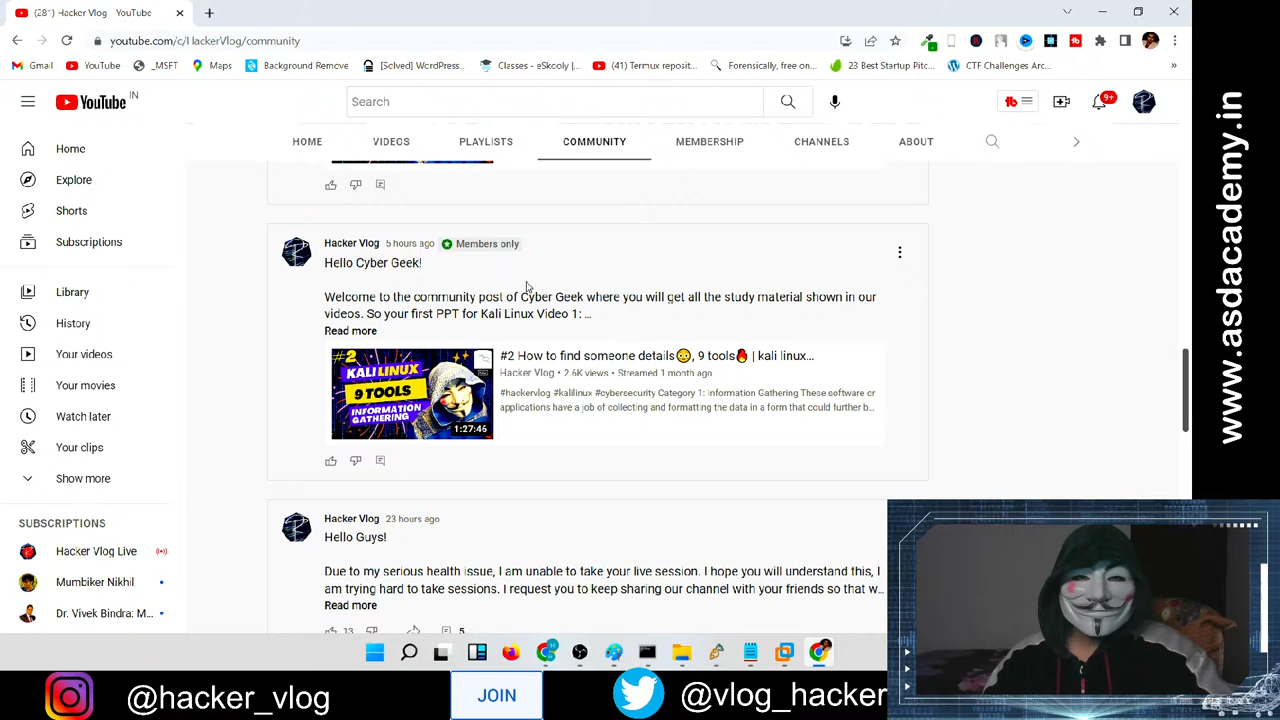 (281) Hacker Vlog - YouTube
youtube.com/c/HackerVlog/community
Gmail
YouTube
_MSFT
Maps
Background Remove
[Solved] WordPress..
Classes - eSkooly |...
(41) Termux reposit...
Forensically, free on...
23 Best Startup Pitc...
CTF Challenges Arc...
YouTube IN
Search
9+
HOME
VIDEOS
PLAYLISTS
COMMUNITY
MEMBERSHIP
CHANNELS
ABOUT
Home
Explore
Shorts
Subscriptions
Library
History
Your videos
Your movies
Watch later
Your clips
Show more
SUBSCRIPTIONS
Hacker Vlog Live
Mumbiker Nikhil
Dr. Vivek Bindra: M...
Hacker Vlog 5 hours ago Members only
Hello Cyber Geek!
Welcome to the community post of Cyber Geek where you will get all the study material shown in our
videos. So your first PPT for Kali Linux Video 1: ...
Read more
#2
KALI LINUX
9 TOOLS
INFORMATION
GATHERING
1:27:46
#2 How to find someone details😳, 9 tools🔥 | kali linux...
Hacker Vlog • 2.6K views • Streamed 1 month ago
#hackervlog #kalilinux #cybersecurity Category 1: Information Gathering These software or
applications have a job of collecting and formatting the data in a form that could further b...
Hacker Vlog 23 hours ago
Hello Guys!
Due to my serious health issue, I am unable to take your live session. I hope you will understand this, I
am trying hard to take sessions. I request you to keep sharing our channel with your friends so that w...
Read more
13
5
@hacker_vlog
JOIN
@vlog_hacker
www.asdacademy.in